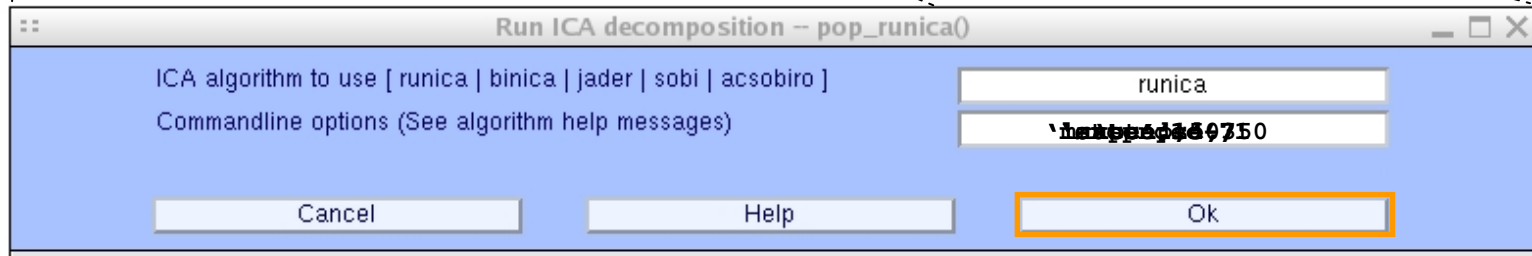 Run ICA decomposition -- pop_runica()
ICA algorithm to use [ runica | binica | jader | sobi | acsobiro ]
runica
Commandline options (See algorithm help messages)
Cancel
Help
Ok